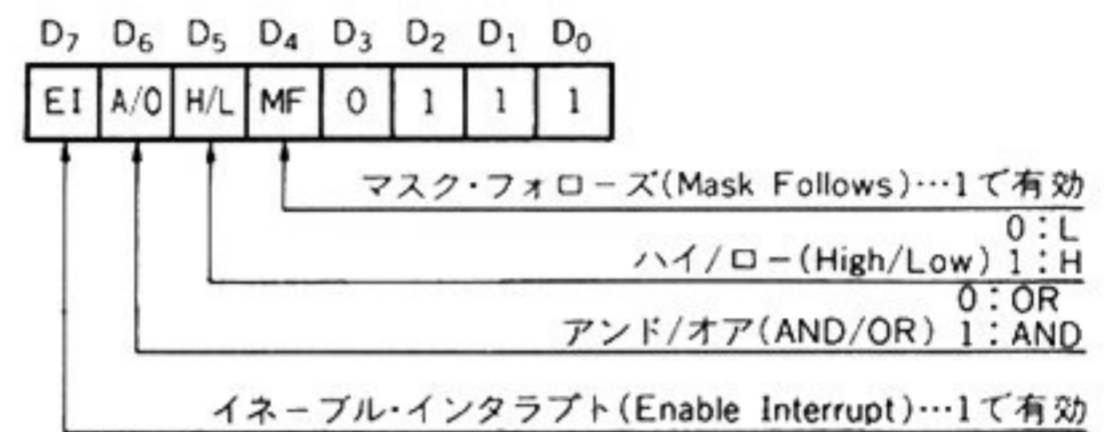 D7 D6 D5 D4 D3 D2 D1 D0
EI A/O H/L MF 0 1 1 1
マスク・フォローズ(Mask Follows)…1で有効
0：L
ハイ/ロー(High/Low) 1：H
0：OR
アンド/オア(AND/OR) 1：AND
イネーブル・インタラプト(Enable Interrupt)…1で有効